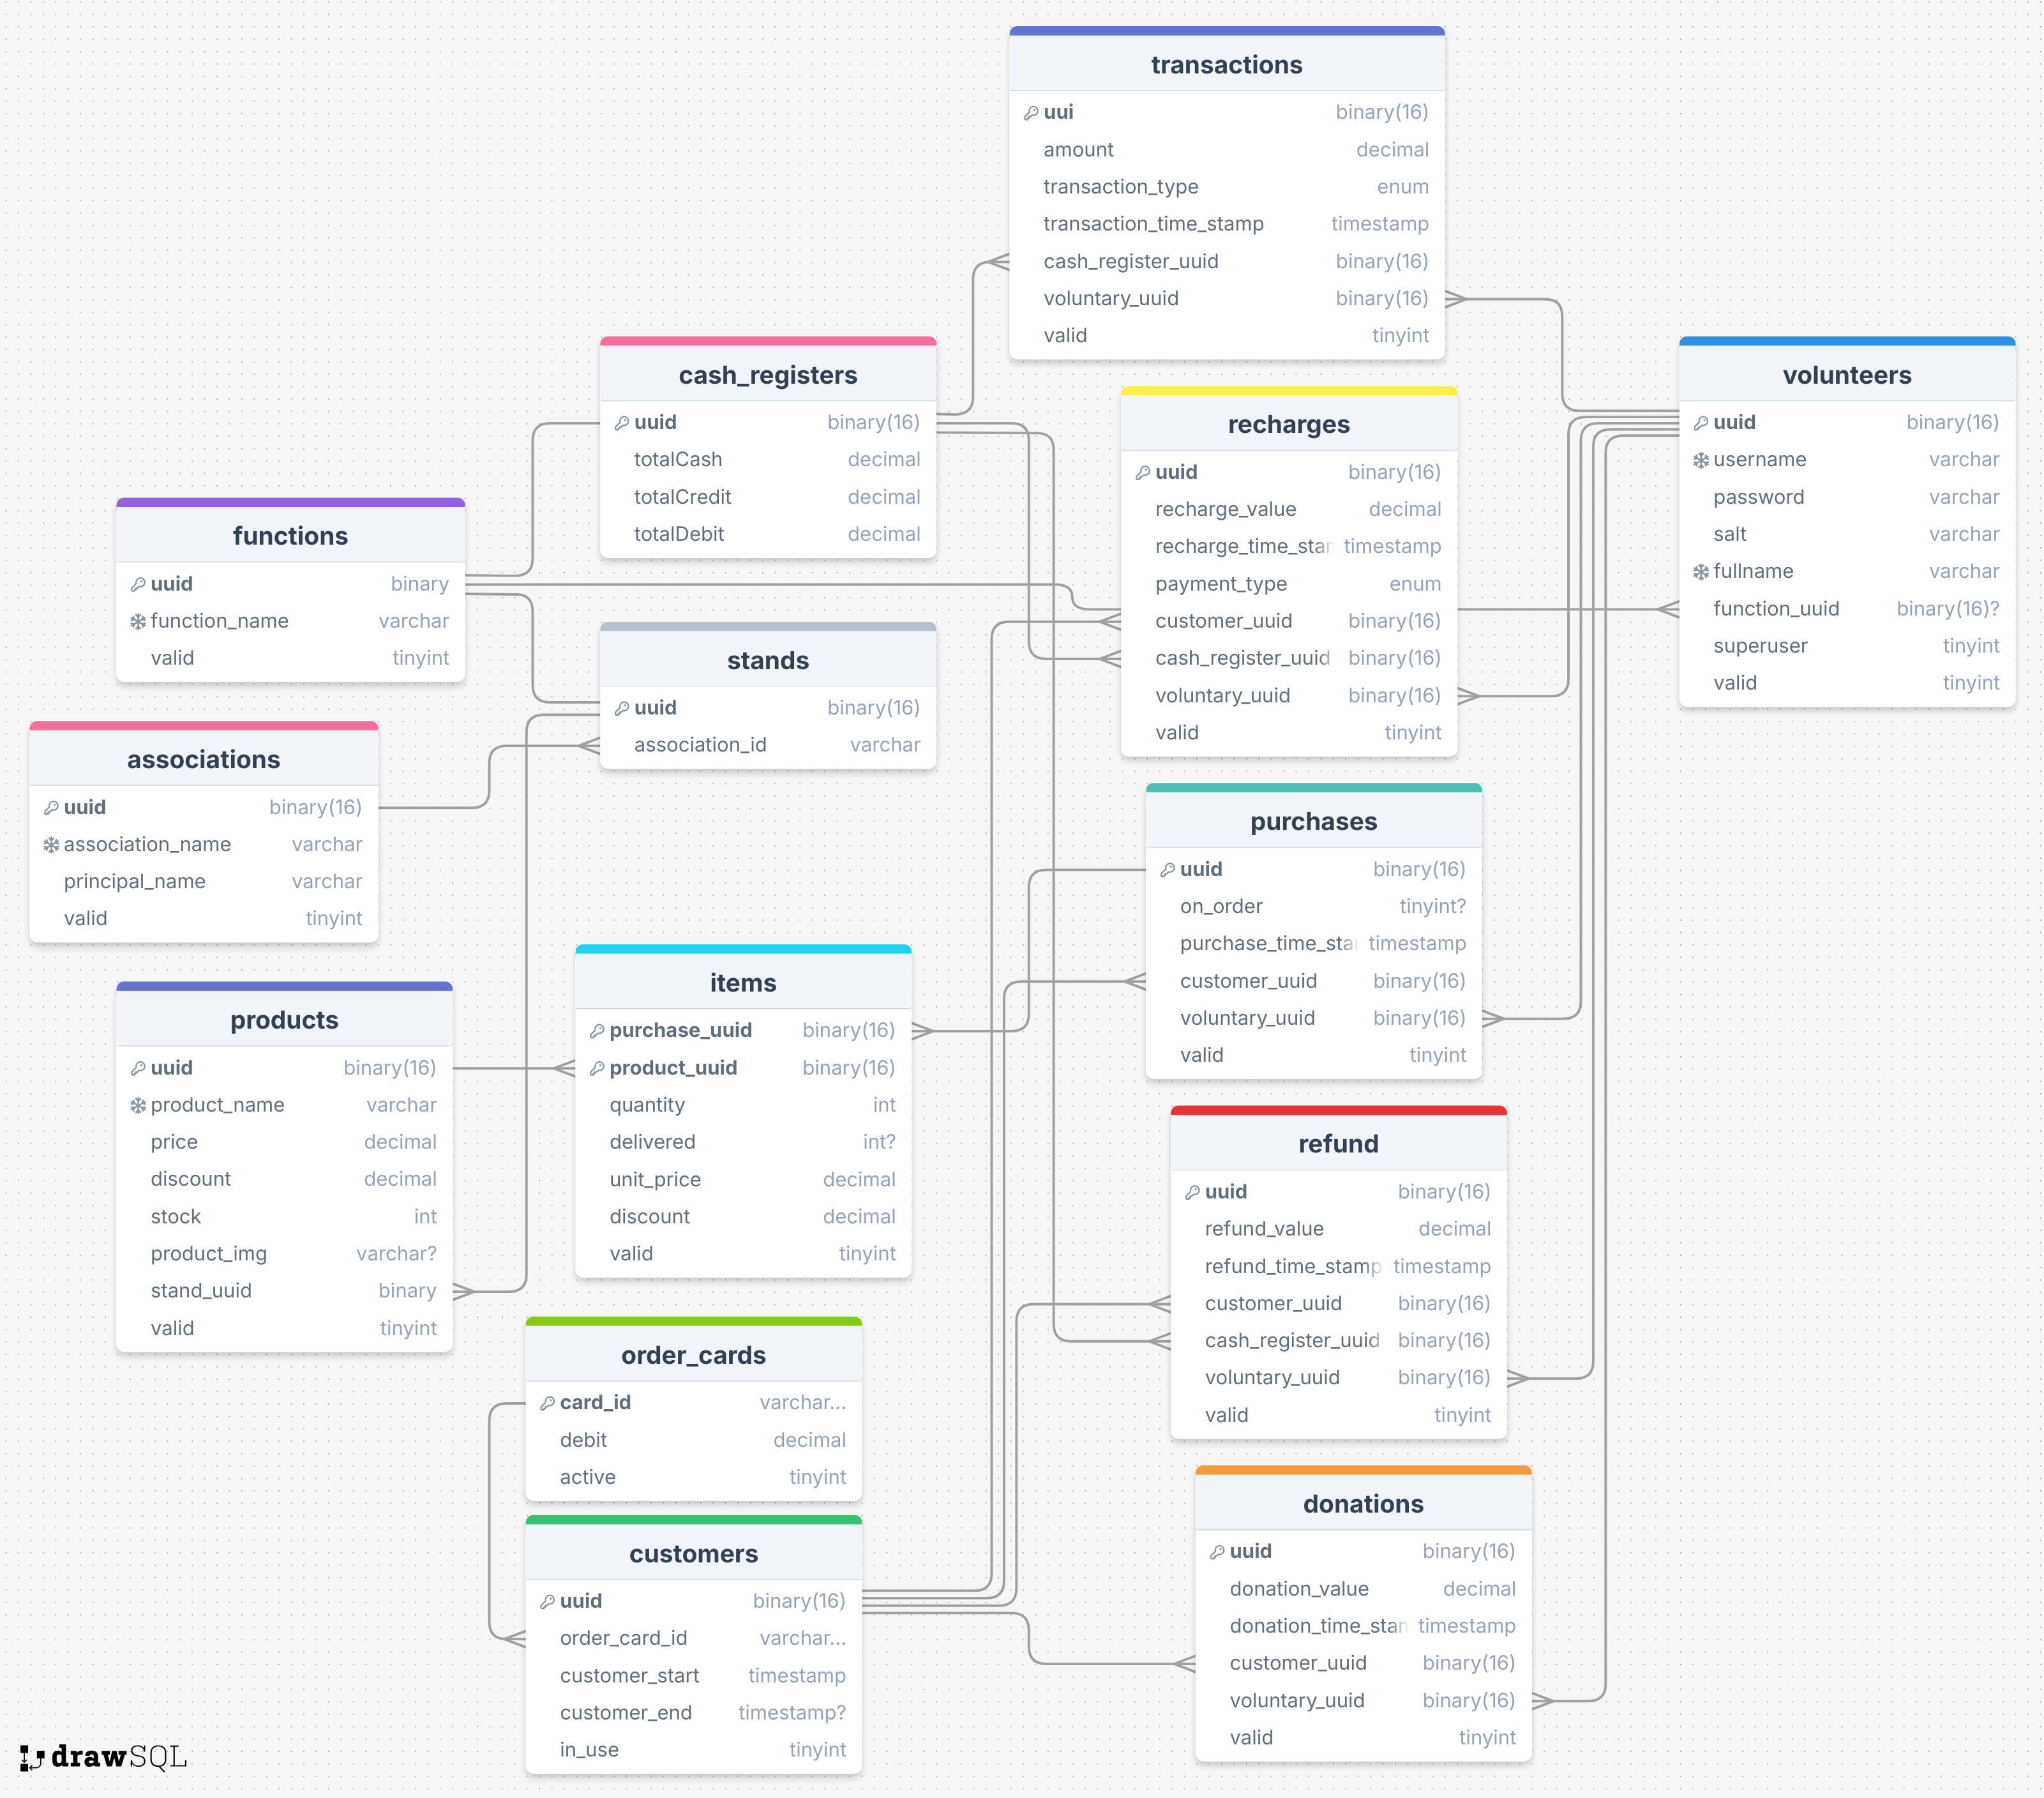 transactions
uui binary(16)
amount decimal
transaction_type enum
transaction_time_stamp timestamp
cash_register_uuid binary(16)
voluntary_uuid binary(16)
valid tinyint
cash_registers
uuid binary(16)
totalCash decimal
totalCredit decimal
totalDebit decimal
recharges
uuid binary(16)
recharge_value decimal
recharge_time_star timestamp
payment_type enum
customer_uuid binary(16)
cash_register_uuid binary(16)
voluntary_uuid binary(16)
valid tinyint
volunteers
uuid binary(16)
username varchar
password varchar
salt varchar
fullname varchar
function_uuid binary(16)?
superuser tinyint
valid tinyint
functions
uuid binary
function_name varchar
valid tinyint
stands
uuid binary(16)
association_id varchar
associations
uuid binary(16)
association_name varchar
principal_name varchar
valid tinyint
purchases
uuid binary(16)
on_order tinyint?
purchase_time_sta timestamp
customer_uuid binary(16)
voluntary_uuid binary(16)
valid tinyint
items
purchase_uuid binary(16)
product_uuid binary(16)
quantity int
delivered int?
unit_price decimal
discount decimal
valid tinyint
products
uuid binary(16)
product_name varchar
price decimal
discount decimal
stock int
product_img varchar?
stand_uuid binary
valid tinyint
refund
uuid binary(16)
refund_value decimal
refund_time_stamp timestamp
customer_uuid binary(16)
cash_register_uuid binary(16)
voluntary_uuid binary(16)
valid tinyint
order_cards
card_id varchar...
debit decimal
active tinyint
customers
uuid binary(16)
order_card_id varchar...
customer_start timestamp
customer_end timestamp?
in_use tinyint
donations
uuid binary(16)
donation_value decimal
donation_time_stan timestamp
customer_uuid binary(16)
voluntary_uuid binary(16)
valid tinyint
drawSQL